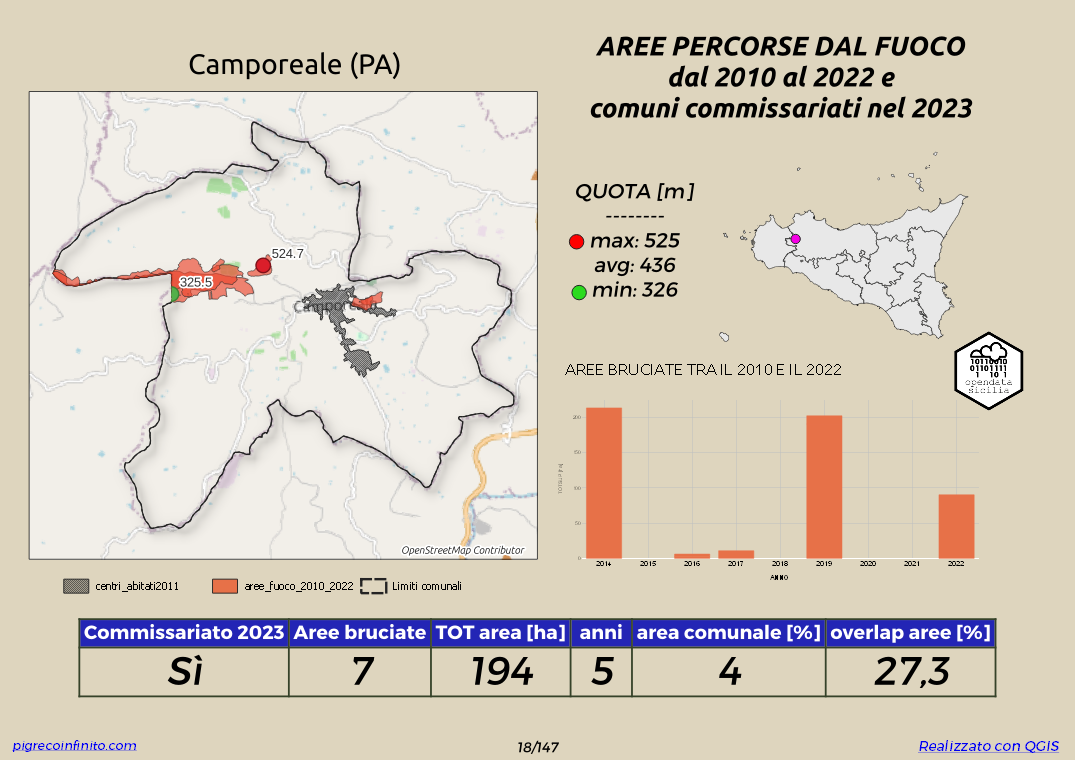 Camporeale (PA)
AREE PERCORSE DAL FUOCO
dal 2010 al 2022 e
comuni commissariati nel 2023
524.7
325.5
Camporeale
OpenStreetMap Contributor
centri_abitati2011
aree_fuoco_2010_2022
Limiti comunali
QUOTA [m]
--------
max: 525
avg: 436
min: 326
10110010
01101111
1 10 1
opendata
sicilia
AREE BRUCIATE TRA IL 2010 E IL 2022
200
150
100
50
0
2014 2015 2016 2017 2018 2019 2020 2021 2022
ANNO
Commissariato 2023 Aree bruciate TOT area [ha] anni area comunale [%] overlap aree [%]
Sì 7 194 5 4 27,3
pigrecoinfinito.com
18/147
Realizzato con QGIS